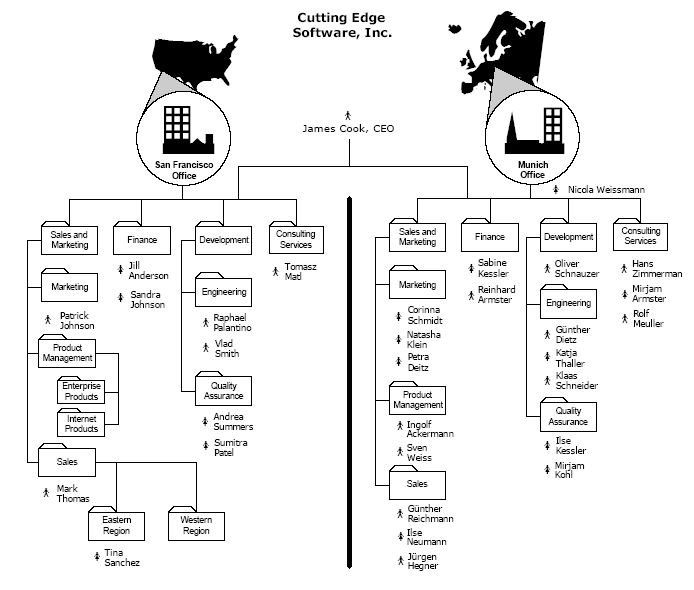 Cutting Edge
Software, Inc.
James Cook, CEO
San Francisco
Office
Sales and
Marketing
Finance
Development
Consulting
Services
Jill
Anderson
Sandra
Johnson
Tomasz
Matl
Marketing
Patrick
Johnson
Engineering
Raphael
Palantino
Vlad
Smith
Product
Management
Enterprise
Products
Internet
Products
Quality
Assurance
Andrea
Summers
Sumitra
Patel
Sales
Mark
Thomas
Eastern
Region
Western
Region
Tina
Sanchez
Munich
Office
Nicola Weissmann
Sales and
Marketing
Finance
Development
Consulting
Services
Sabine
Kessler
Reinhard
Armster
Oliver
Schnauzer
Hans
Zimmerman
Mirjam
Armster
Rolf
Meuller
Marketing
Corinna
Schmidt
Natasha
Klein
Petra
Deitz
Engineering
Günther
Dietz
Katja
Thaller
Klaas
Schneider
Product
Management
Ingolf
Ackermann
Sven
Weiss
Quality
Assurance
Ilse
Kessler
Mirjam
Kohl
Sales
Günther
Reichmann
Ilse
Neumann
Jürgen
Hegner